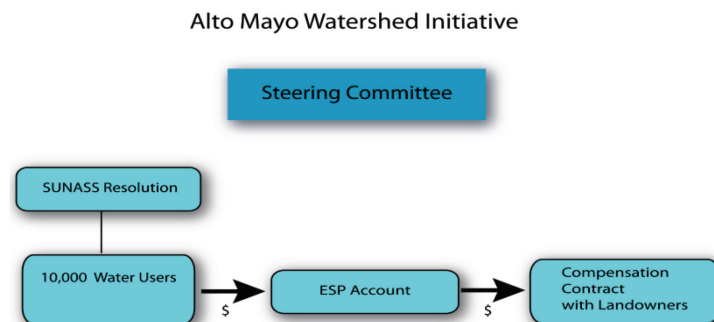 Alto Mayo Watershed Initiative
Steering Committee
SUNASS Resolution
10,000 Water Users
$
ESP Account
$
Compensation
Contract
with Landowners